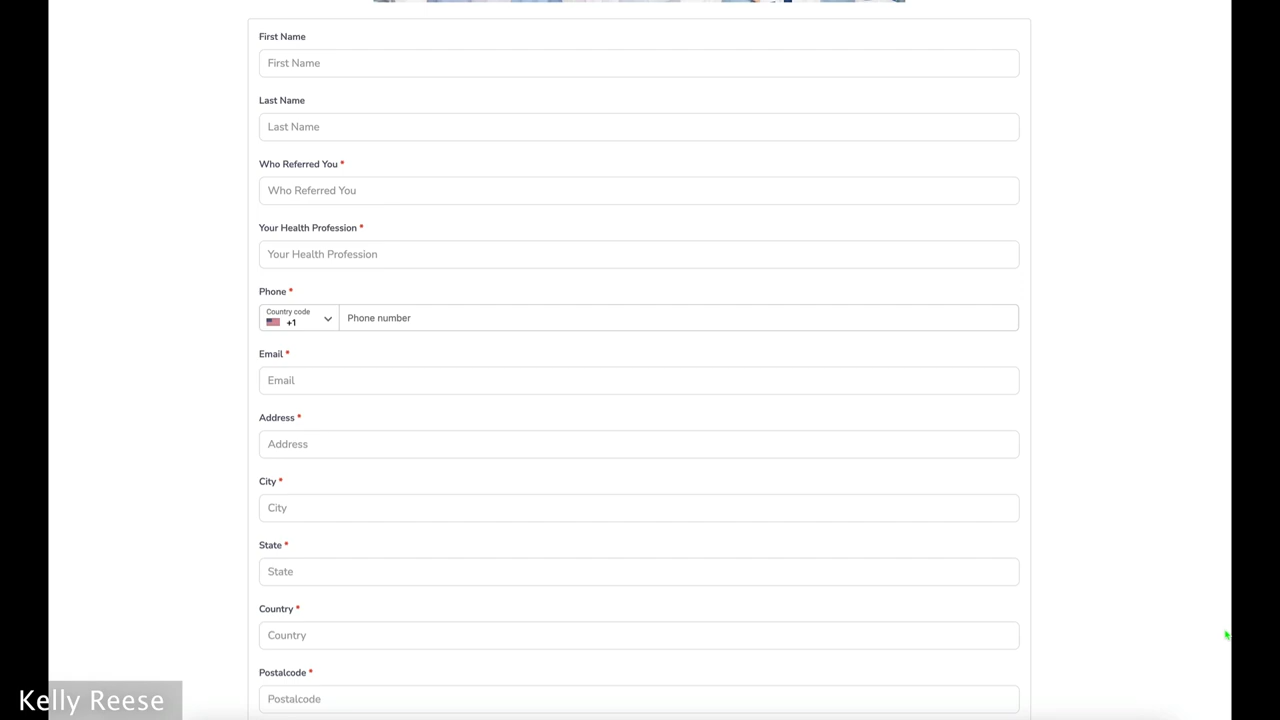 First Name
First Name
Last Name
Last Name
Who Referred You *
Who Referred You
Your Health Profession *
Your Health Profession
Phone *
Country code
+1
Phone number
Email *
Email
Address *
Address
City *
City
State *
State
Country *
Country
Postalcode *
Postalcode
Kelly Reese